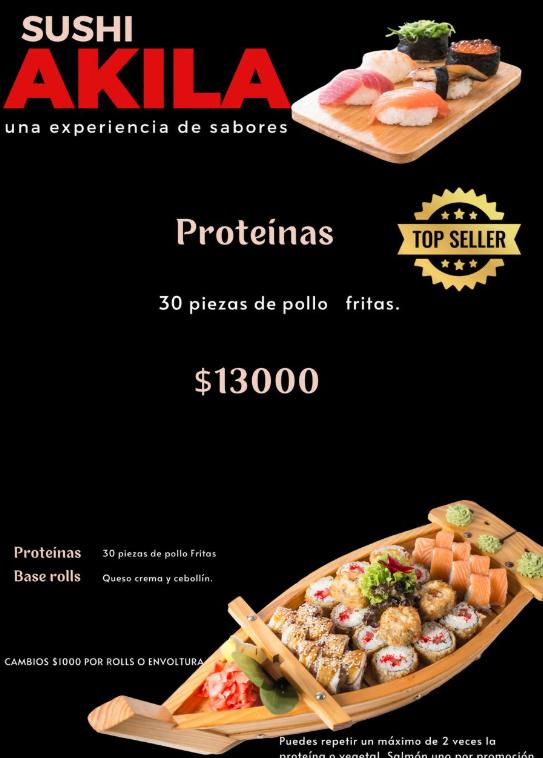 SUSHI
AKILA
una experiencia de sabores
Proteínas
TOP SELLER
30 piezas de pollo fritas.
$13000
Proteínas 30 piezas de pollo Fritas
Base rolls Queso crema y cebollín.
CAMBIOS $1000 POR ROLLS O ENVOLTURA
Puedes repetir un máximo de 2 veces la
proteína o vegetal. Salmón uno por promoción